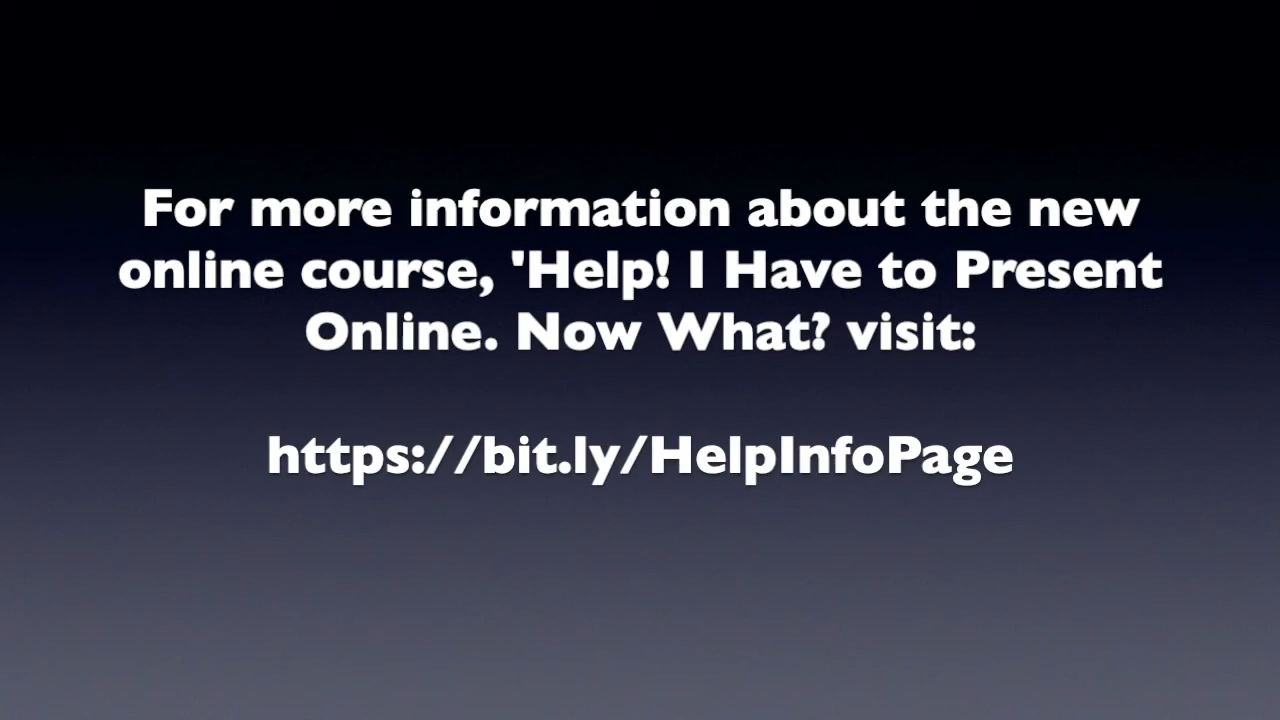 For more information about the new
online course, 'Help! I Have to Present
Online. Now What? visit:
https://bit.ly/HelpInfoPage